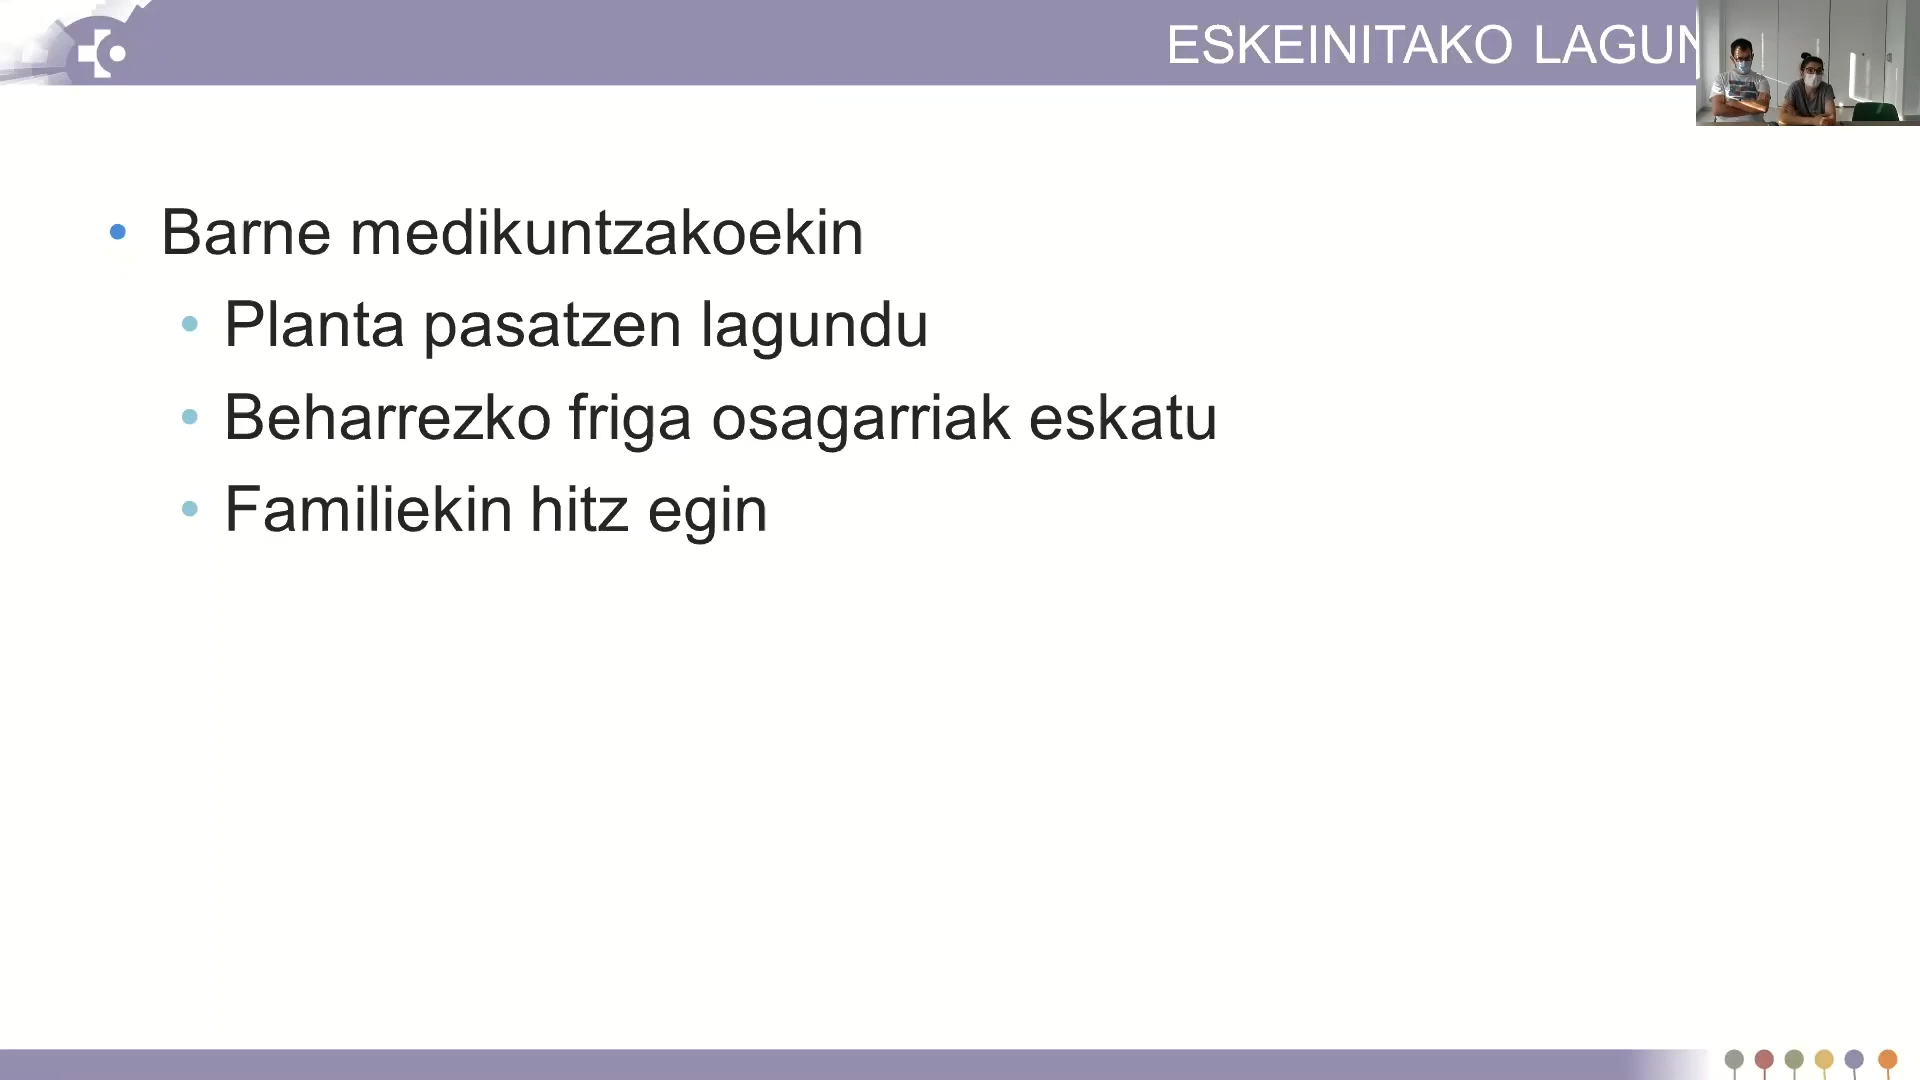 ESKEINITAKO LAGUN
Barne medikuntzakoekin
Planta pasatzen lagundu
Beharrezko friga osagarriak eskatu
Familiekin hitz egin